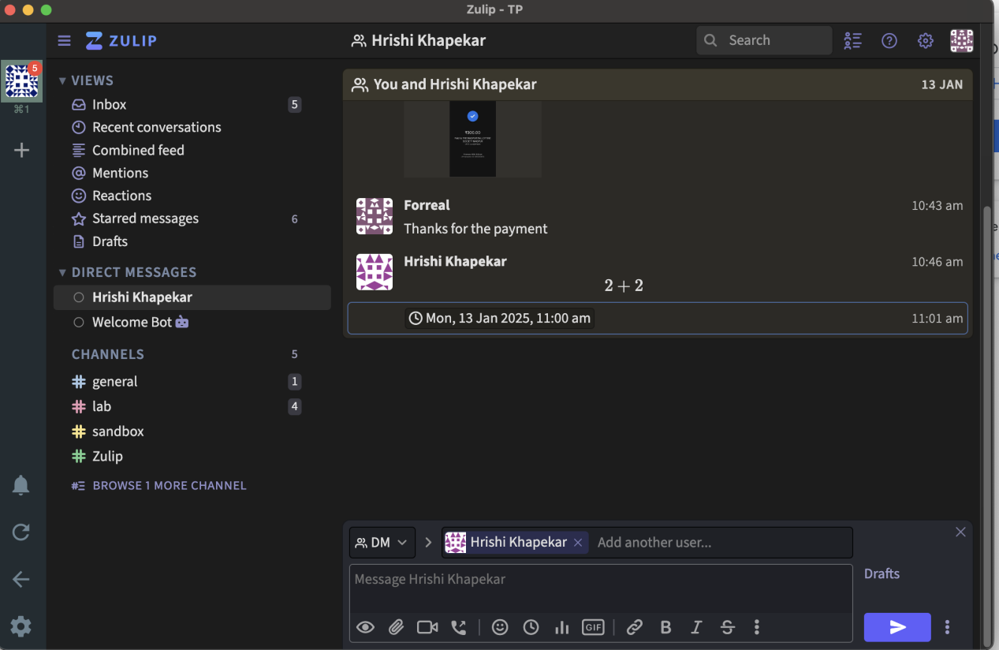 Zulip - TP
ZULIP
Hrishi Khapekar
Search
5
⌘1
VIEWS
Inbox 5
Recent conversations
Combined feed
Mentions
Reactions
Starred messages 6
Drafts
DIRECT MESSAGES
Hrishi Khapekar
Welcome Bot
CHANNELS 5
general 1
lab 4
sandbox
Zulip
BROWSE 1 MORE CHANNEL
You and Hrishi Khapekar 13 JAN
₹300.00
Forreal 10:43 am
Thanks for the payment
Hrishi Khapekar 10:46 am
2 + 2
Mon, 13 Jan 2025, 11:00 am 11:01 am
DM
Hrishi Khapekar
Add another user...
Message Hrishi Khapekar
Drafts
GIF
B I S